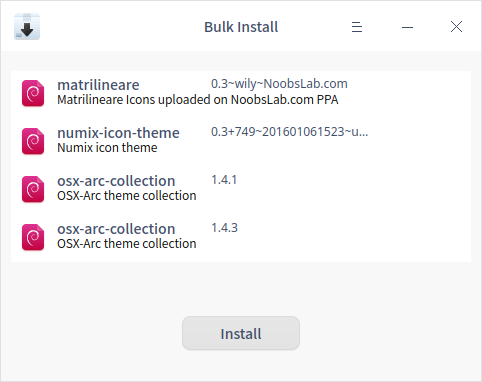 Bulk Install
matrilineare 0.3~wily~NoobsLab.com
Matrilineare Icons uploaded on NoobsLab.com PPA
numix-icon-theme 0.3+749~201601061523~u...
Numix icon theme
osx-arc-collection 1.4.1
OSX-Arc theme collection
osx-arc-collection 1.4.3
OSX-Arc theme collection
Install